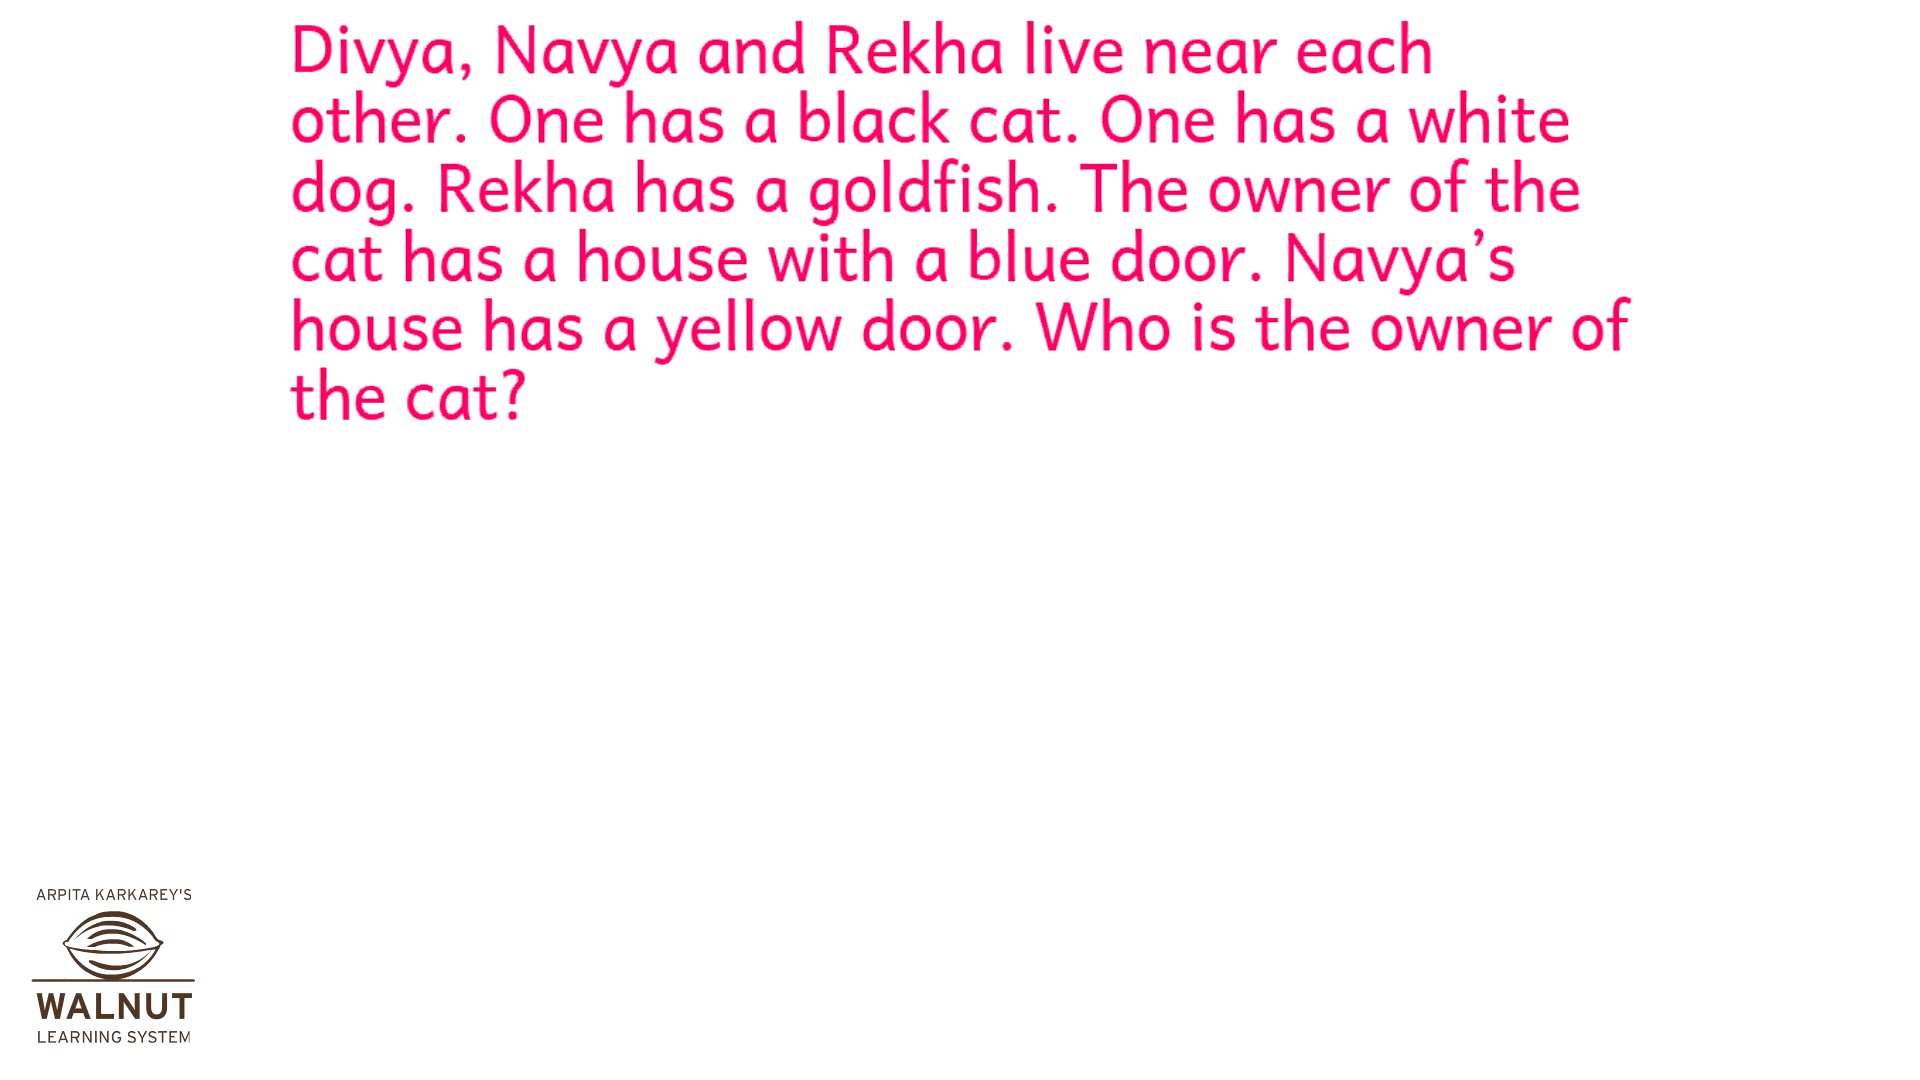 Divya, Navya and Rekha live near each
other. One has a black cat. One has a white
dog. Rekha has a goldfish. The owner of the
cat has a house with a blue door. Navya’s
house has a yellow door. Who is the owner of
the cat?
ARPITA KARKAREY'S
WALNUT
LEARNING SYSTEM